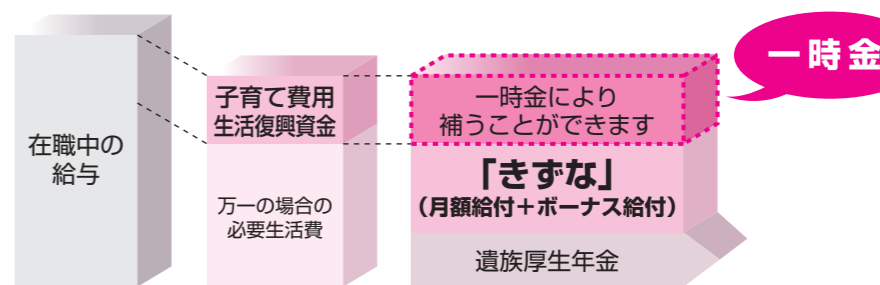 在職中の
給与
子育て費用
生活復興資金
万一の場合の
必要生活費
一時金
一時金により
補うことができます
「きずな」
(月額給付+ボーナス給付)
遺族厚生年金